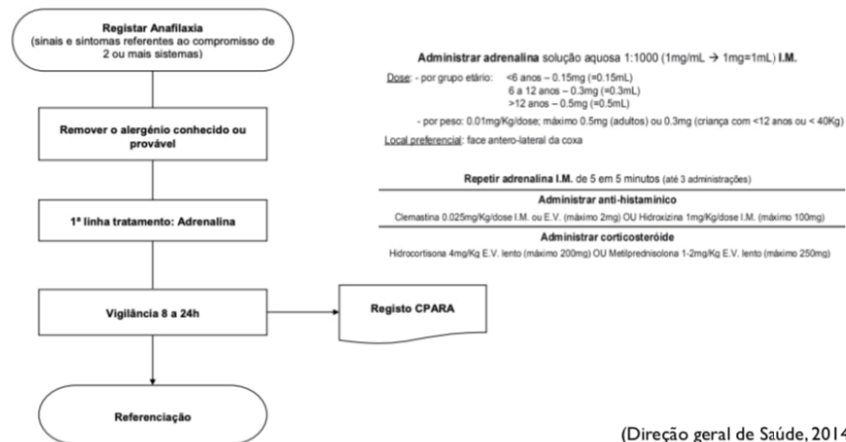 Registar Anafilaxia
(sinais e sintomas referentes ao compromisso de
2 ou mais sistemas)
Remover o alergénio conhecido ou
provável
1ª linha tratamento: Adrenalina
Vigilância 8 a 24h
Registo CPARA
Referenciação
Administrar adrenalina solução aquosa 1:1000 (1mg/mL → 1mg=1mL) I.M.
Dose: - por grupo etário: <6 anos – 0.15mg (=0.15mL)
6 a 12 anos – 0.3mg (=0.3mL)
>12 anos – 0.5mg (=0.5mL)
- por peso: 0.01mg/Kg/dose; máximo 0.5mg (adultos) ou 0.3mg (criança com <12 anos ou < 40Kg)
Local preferencial: face antero-lateral da coxa
Repetir adrenalina I.M. de 5 em 5 minutos (até 3 administrações)
Administrar anti-histamínico
Clemastina 0.025mg/Kg/dose I.M. ou E.V. (máximo 2mg) OU Hidroxizina 1mg/Kg/dose I.M. (máximo 100mg)
Administrar corticosteróide
Hidrocortisona 4mg/Kg E.V. lento (máximo 200mg) OU Metilprednisolona 1-2mg/Kg E.V. lento (máximo 250mg)
(Direção geral de Saúde, 2014